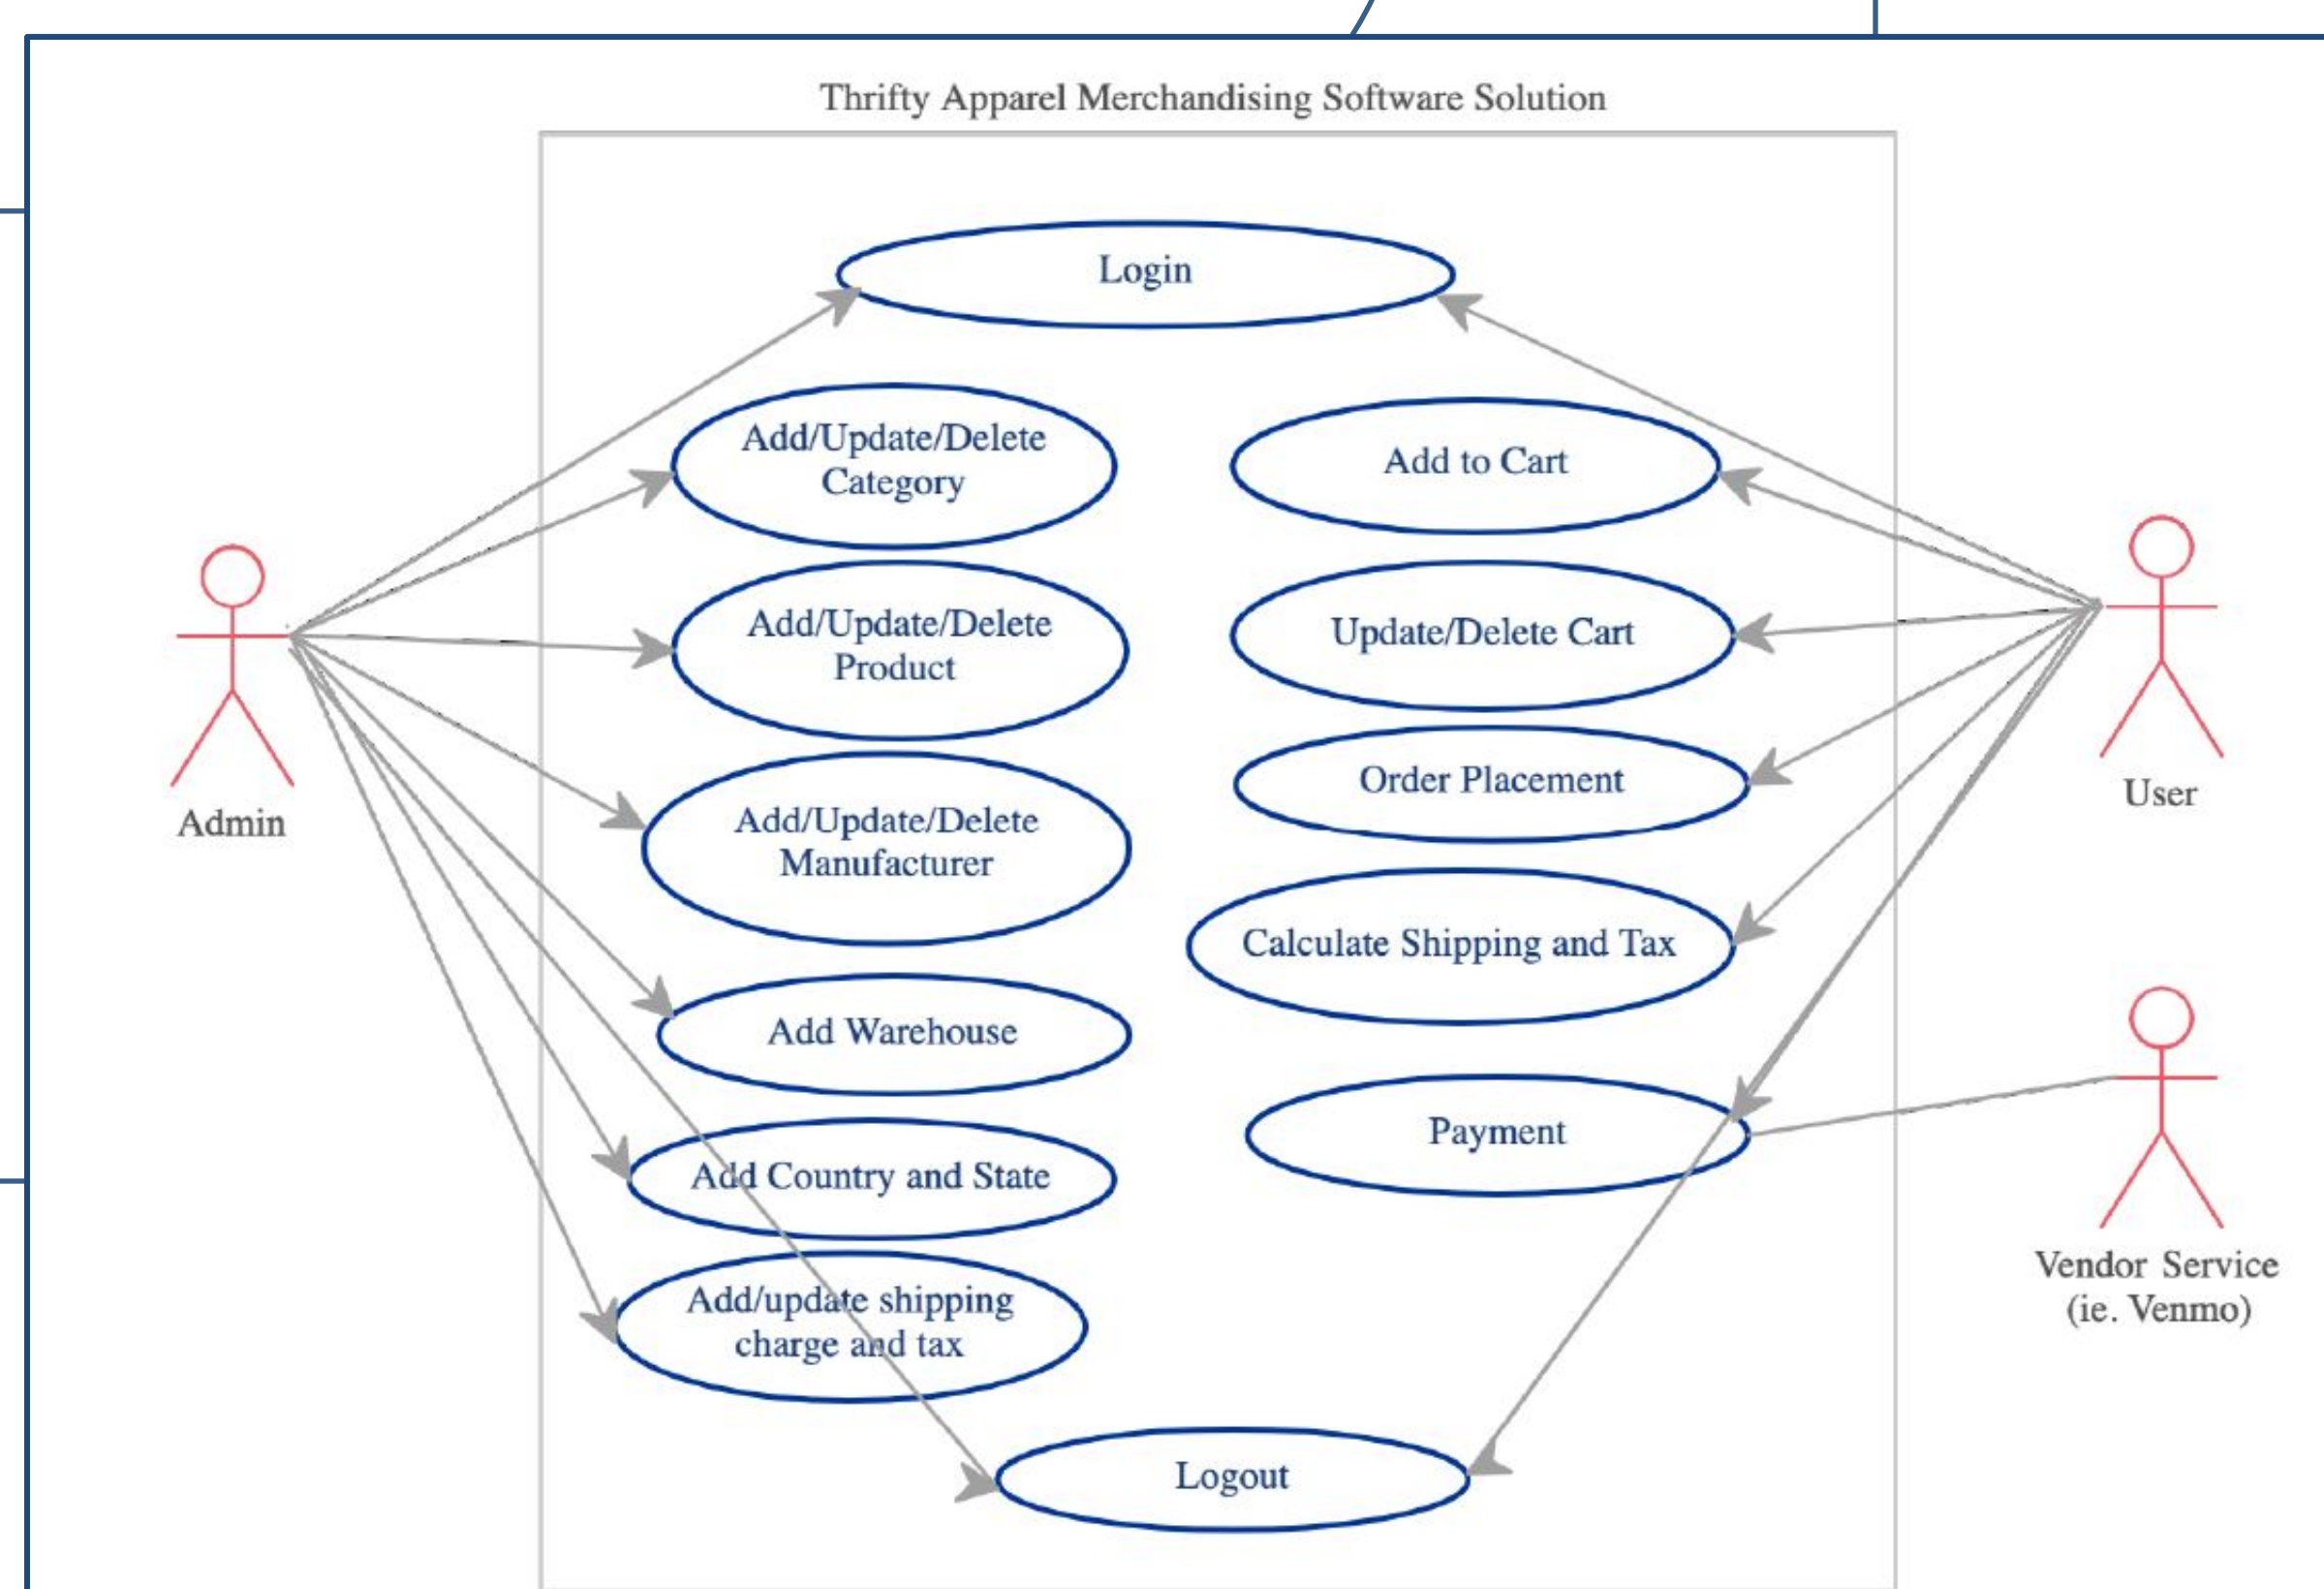 Thrifty Apparel Merchandising Software Solution
Login
Add/Update/Delete
Category
Add to Cart
Add/Update/Delete
Product
Update/Delete Cart
Order Placement
Add/Update/Delete
Manufacturer
Admin
User
Calculate Shipping and Tax
Add Warehouse
Payment
Add Country and State
Vendor Service
(ie. Venmo)
Add/update shipping
charge and tax
Logout